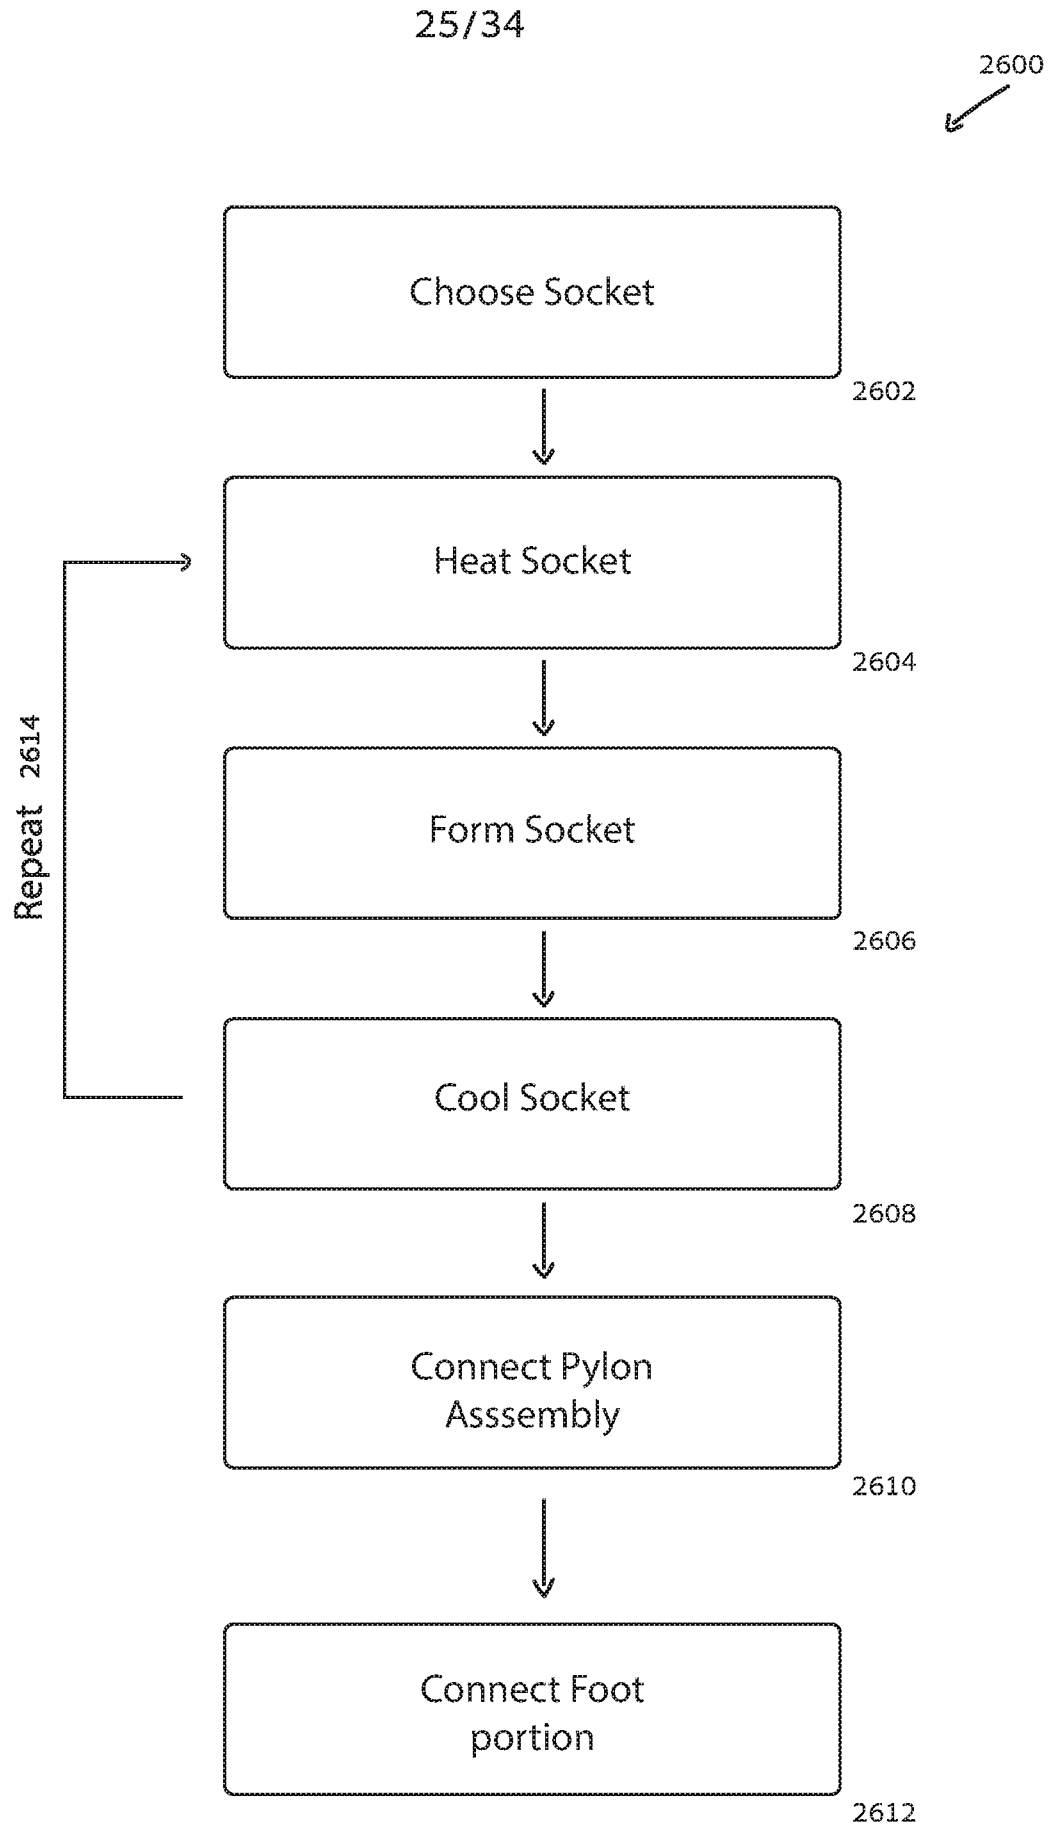 25/34
2600
Choose Socket
2602
Heat Socket
2604
Repeat 2614
Form Socket
2606
Cool Socket
2608
Connect Pylon
Asssembly
2610
Connect Foot
portion
2612